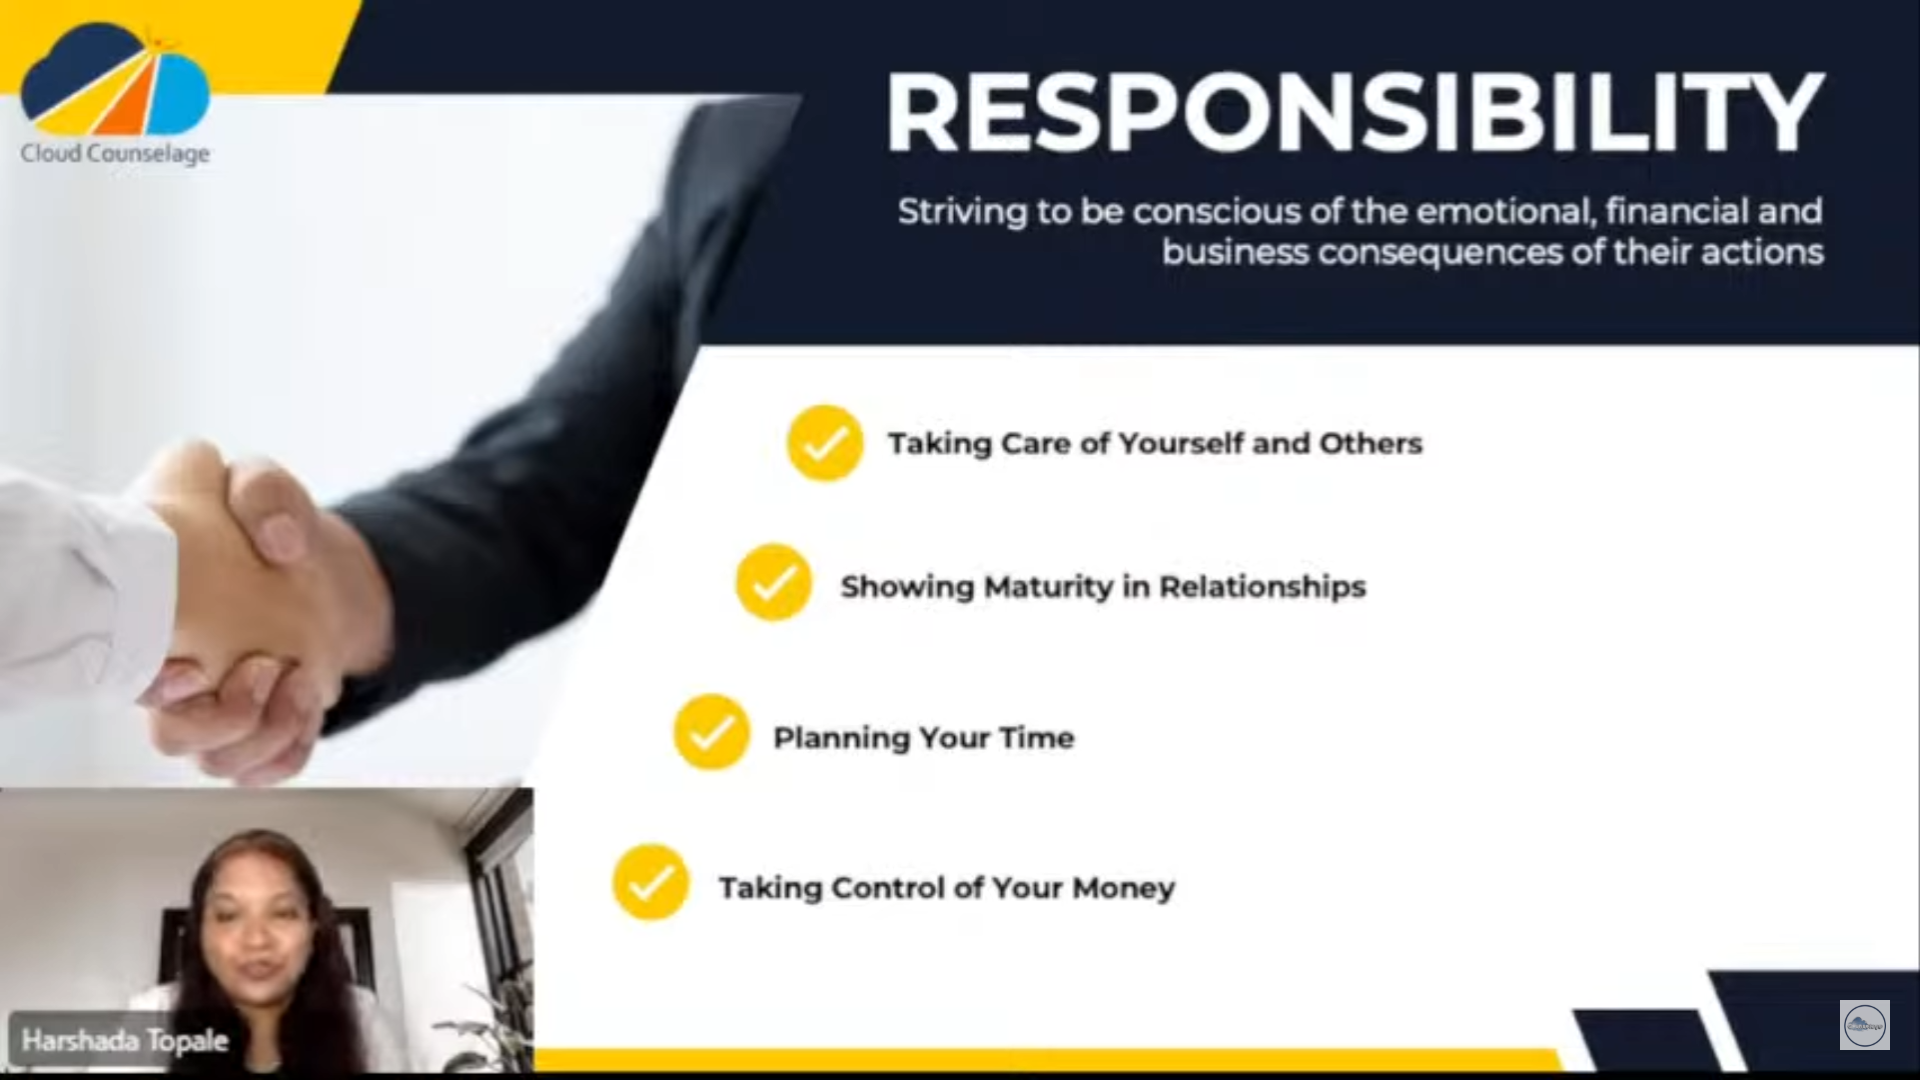 Cloud Counselage
RESPONSIBILITY
Striving to be conscious of the emotional, financial and
business consequences of their actions
Taking Care of Yourself and Others
Showing Maturity in Relationships
Planning Your Time
Taking Control of Your Money
Harshada Topale